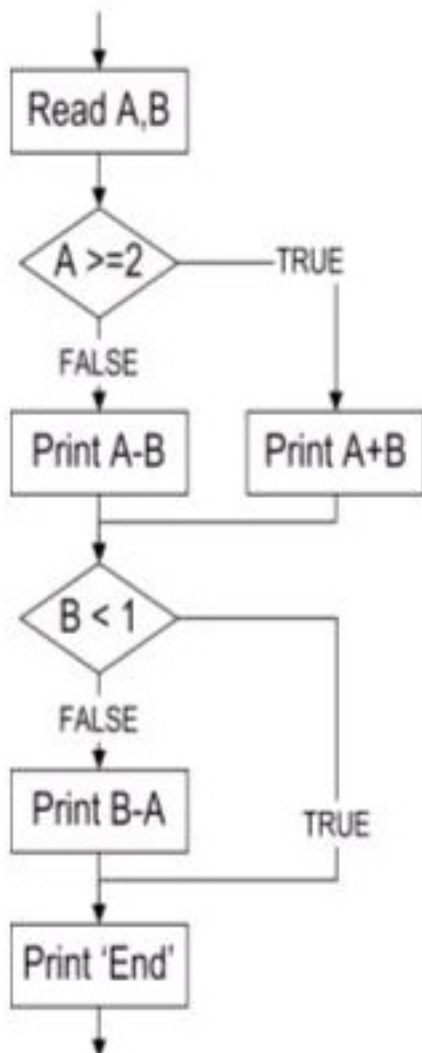 Read A,B
A >=2
TRUE
FALSE
Print A-B
Print A+B
B < 1
FALSE
Print B-A
TRUE
Print ‘End’